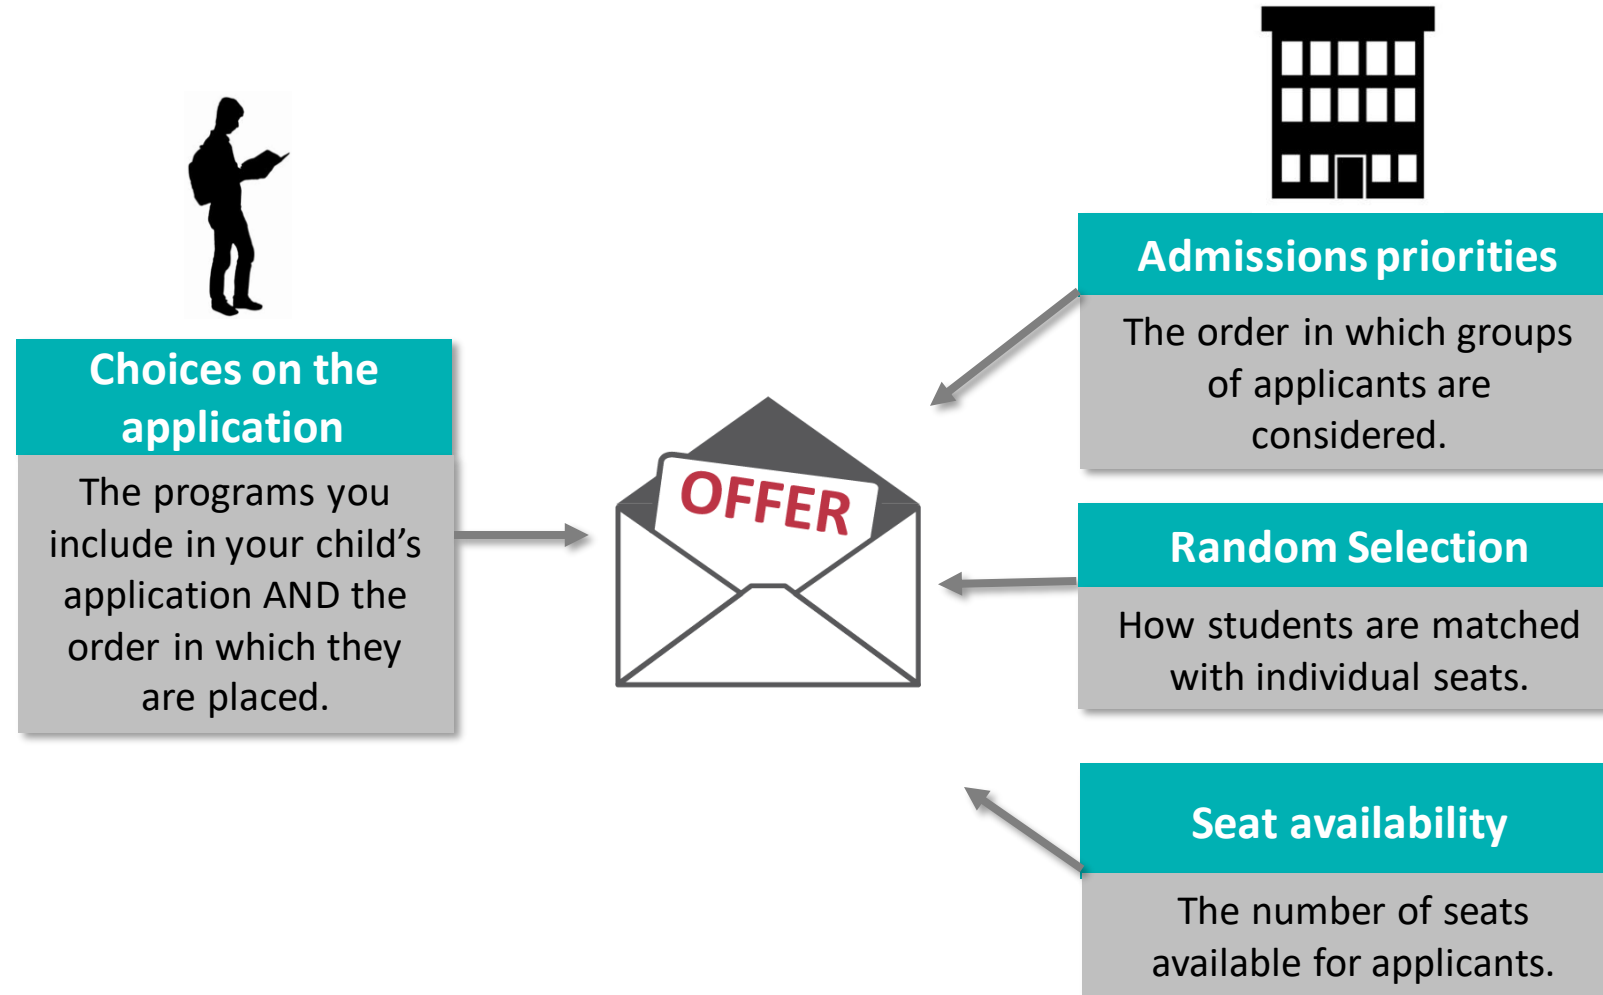 Choices on the
application
The programs you
include in your child's
application AND the
order in which they
are placed.
OFFER
Admissions priorities
The order in which groups
of applicants are
considered.
Random Selection
How students are matched
with individual seats.
Seat availability
The number of seats
available for applicants.